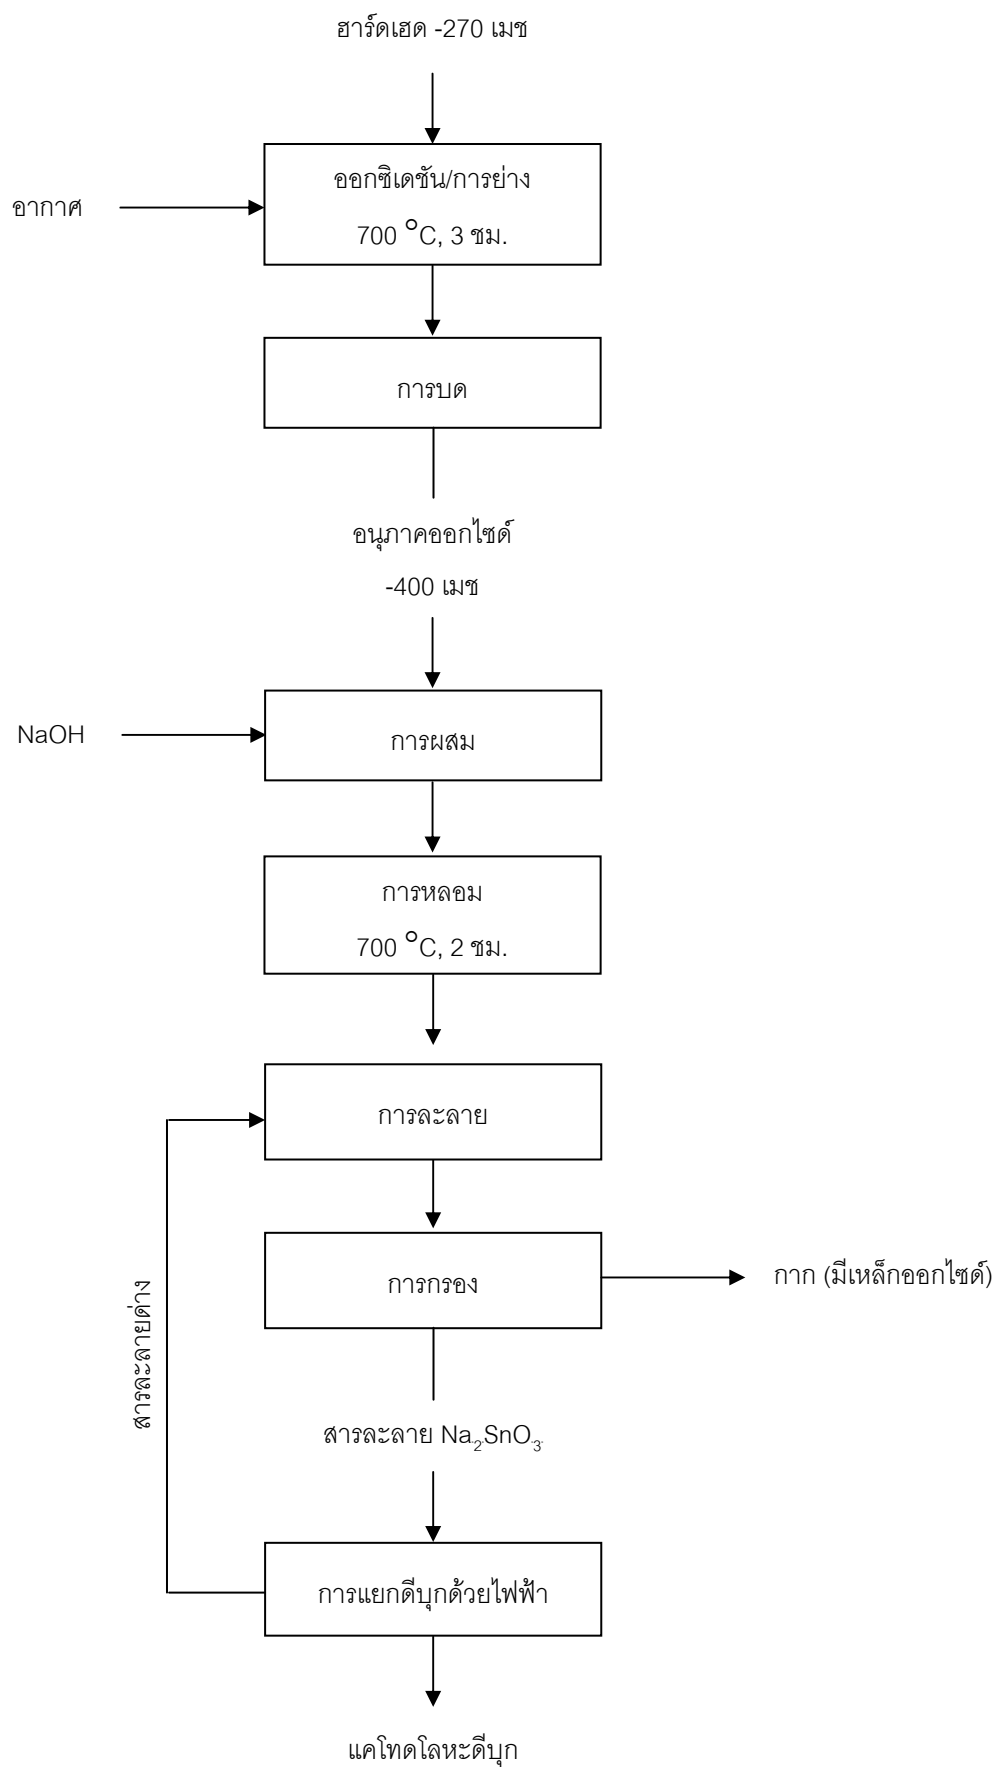 ฮาร์ดเฮด -270 เมช
ออกซิเดชัน/การย่าง
700 °C, 3 ชม.
อากาศ
การบด
อนุภาคออกไซด์
-400 เมช
NaOH
การผสม
การหลอม
700 °C, 2 ชม.
การละลาย
การกรอง
กาก (มีเหล็กออกไซด์)
สารละลายด่าง
สารละลาย Na₂SnO₃
การแยกดีบุกด้วยไฟฟ้า
แคโทดโลหะดีบุก